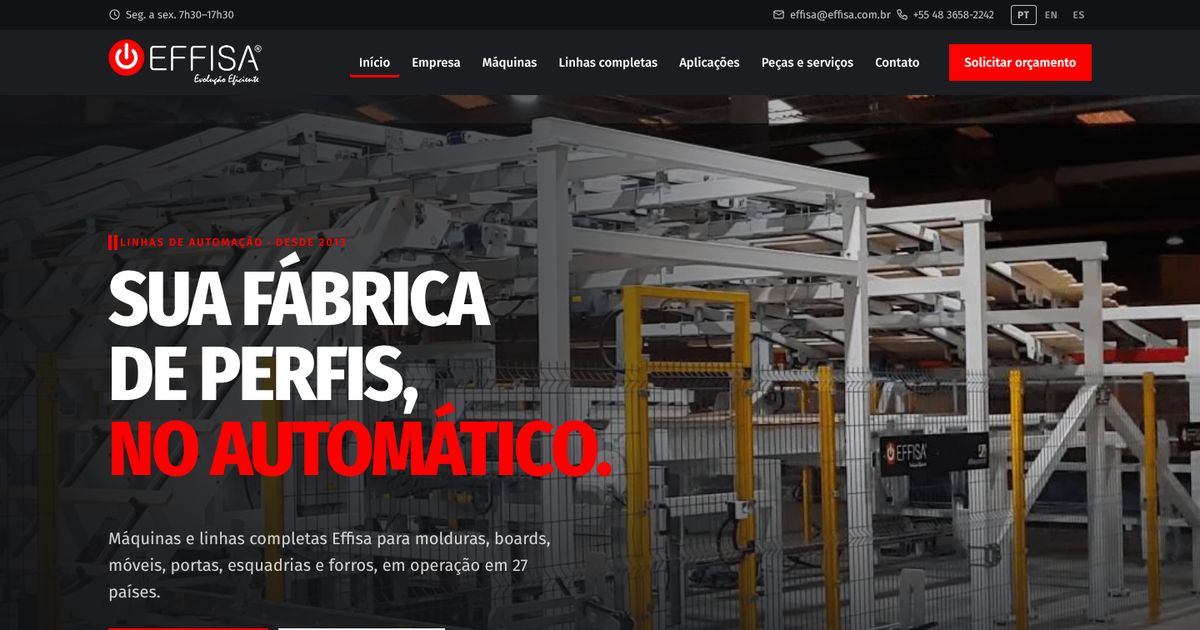 Seg. a sex. 7h30–17h30
effisa@effisa.com.br
+55 48 3658-2242
PT EN ES
EFFISA®
Evolução Eficiente
Início
Empresa
Máquinas
Linhas completas
Aplicações
Peças e serviços
Contato
Solicitar orçamento
LINHAS DE AUTOMAÇÃO · DESDE 2013
SUA FÁBRICA
DE PERFIS,
NO AUTOMÁTICO.
Máquinas e linhas completas Effisa para molduras, boards,
móveis, portas, esquadrias e forros, em operação em 27
países.
EFFISA